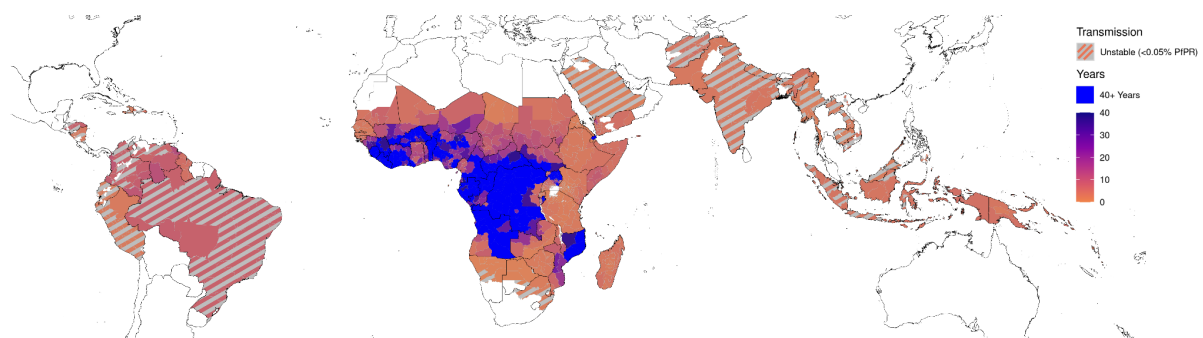 Transmission
Unstable (<0.05% PfPR)
Years
40+ Years
40
30
20
10
0